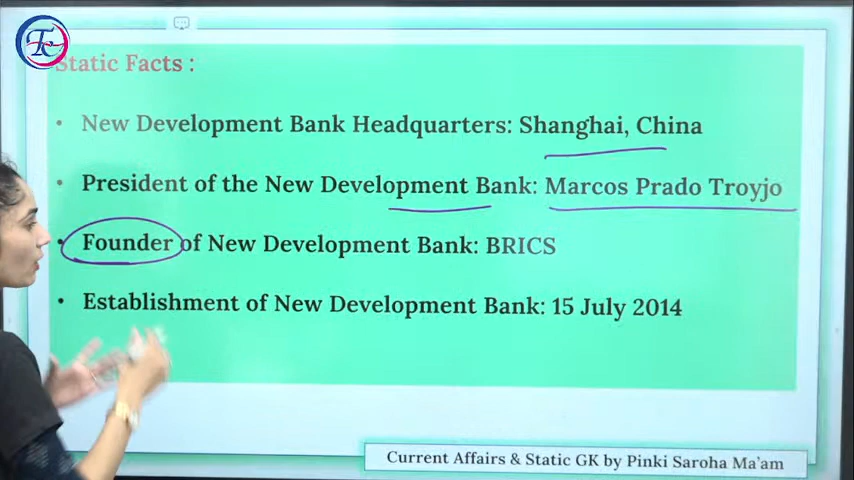 Tc
Static Facts :
• New Development Bank Headquarters: Shanghai, China
• President of the New Development Bank: Marcos Prado Troyjo
• Founder of New Development Bank: BRICS
• Establishment of New Development Bank: 15 July 2014
Current Affairs & Static GK by Pinki Saroha Ma'am